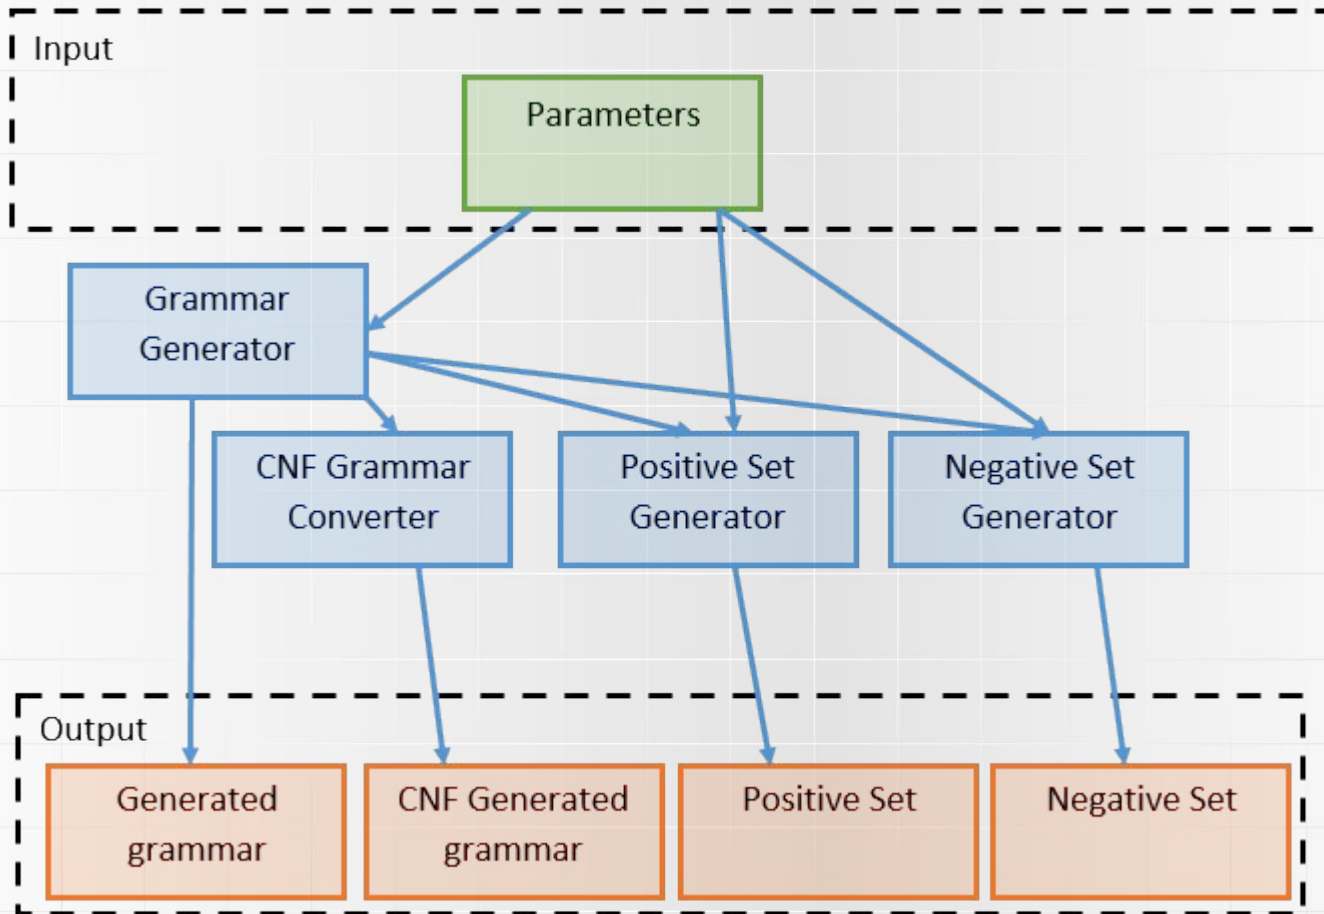 Input
Parameters
Grammar
Generator
CNF Grammar
Converter
Positive Set
Generator
Negative Set
Generator
Output
Generated
grammar
CNF Generated
grammar
Positive Set
Negative Set